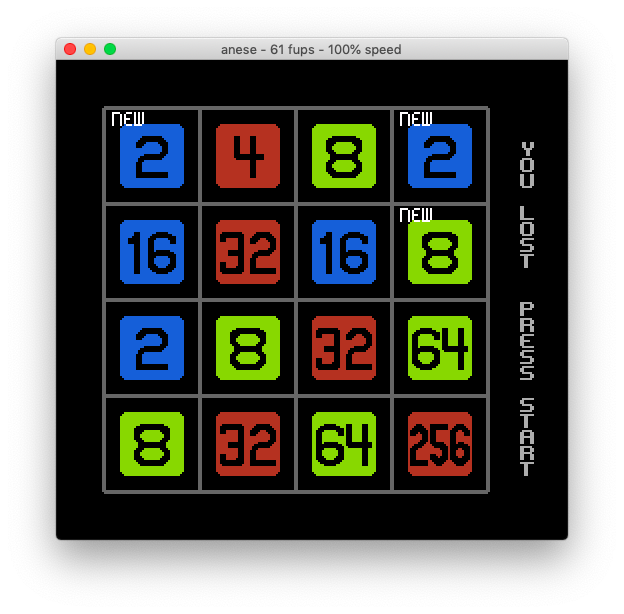 anese - 61 fups - 100% speed
NEW NEW
2 4 8 2
NEW
16 32 16 8
2 8 32 64
8 32 64 256
YOU LOST PRESS START